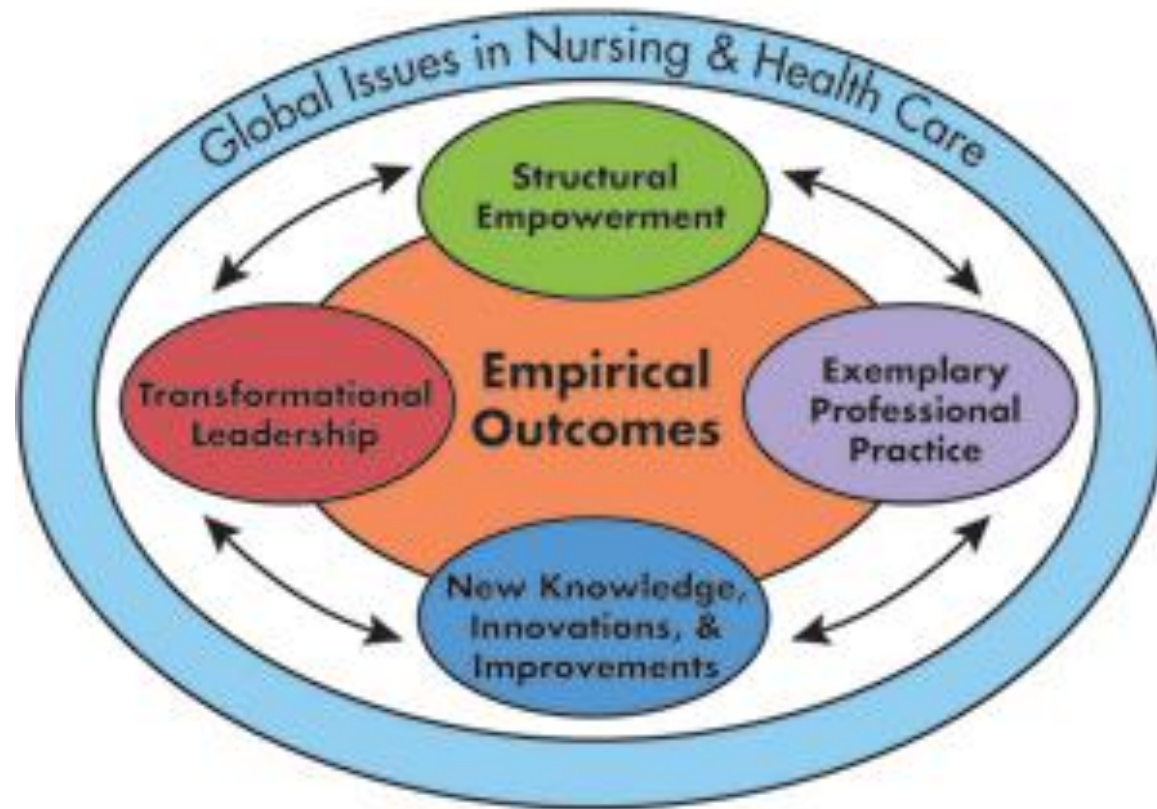 Global Issues in Nursing & Health Care
Structural
Empowerment
Transformational
Leadership
Empirical
Outcomes
Exemplary
Professional
Practice
New Knowledge,
Innovations, &
Improvements